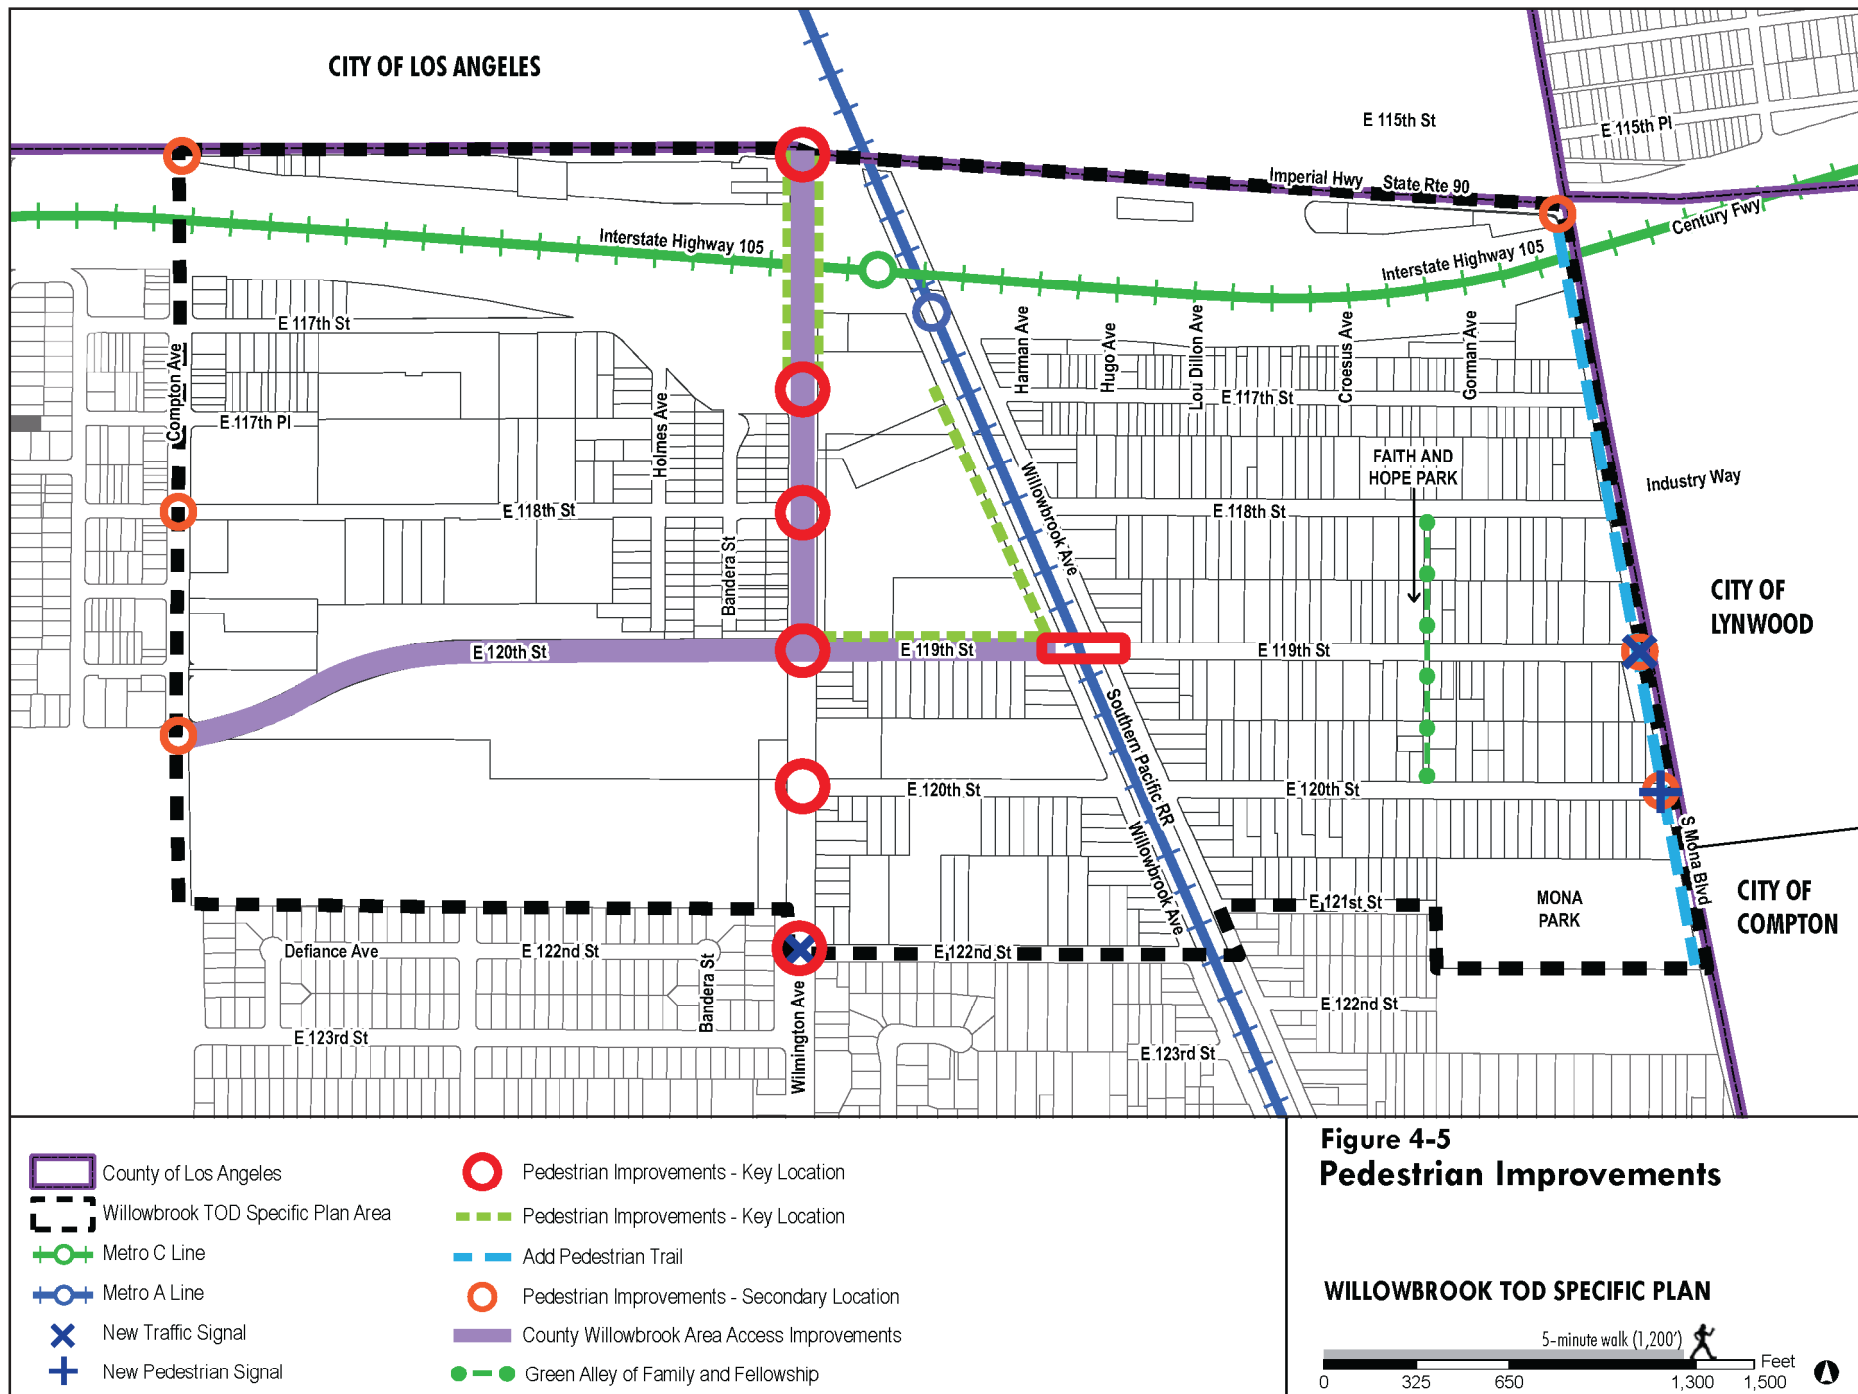 CITY OF LOS ANGELES
E 115th St
E 115th Pl
Imperial Hwy
State Rte 90
Century Fwy
Interstate Highway 105
Interstate Highway 105
E 117th St
Compton Ave
E 117th Pl
Holmes Ave
Harman Ave
Hugo Ave
Lou Dillon Ave
Croesus Ave
Gorman Ave
E 117th St
FAITH AND
HOPE PARK
Industry Way
Willowbrook Ave
E 118th St
E 118th St
Bandera St
CITY OF
LYNWOOD
E 120th St
E 119th St
E 119th St
Southern Pacific RR
E 120th St
E 120th St
Willowbrook Ave
S Mona Blvd
MONA
PARK
CITY OF
COMPTON
E 121st St
Defiance Ave
E 122nd St
Bandera St
E 122nd St
Wilmington Ave
E 122nd St
E 123rd St
E 123rd St
County of Los Angeles
Willowbrook TOD Specific Plan Area
Metro C Line
Metro A Line
New Traffic Signal
New Pedestrian Signal
Pedestrian Improvements - Key Location
Pedestrian Improvements - Key Location
Add Pedestrian Trail
Pedestrian Improvements - Secondary Location
County Willowbrook Area Access Improvements
Green Alley of Family and Fellowship
Figure 4-5
Pedestrian Improvements
WILLOWBROOK TOD SPECIFIC PLAN
5-minute walk (1,200')
Feet
0 325 650 1,300 1,500